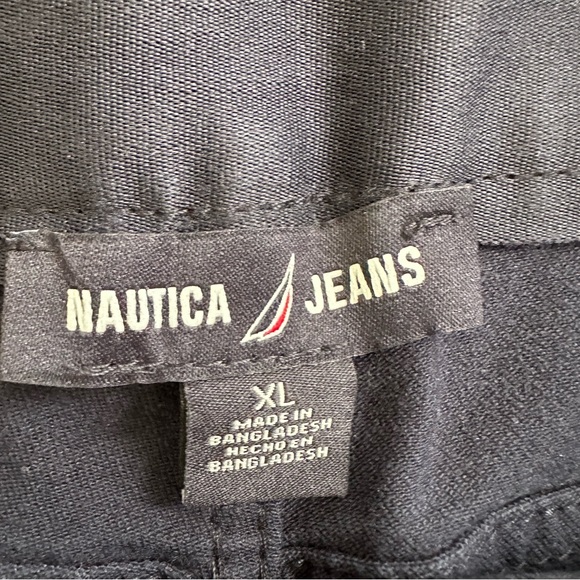 NAUTICA JEANS
XL
MADE IN
BANGLADESH
HECHO EN
BANGLADESH